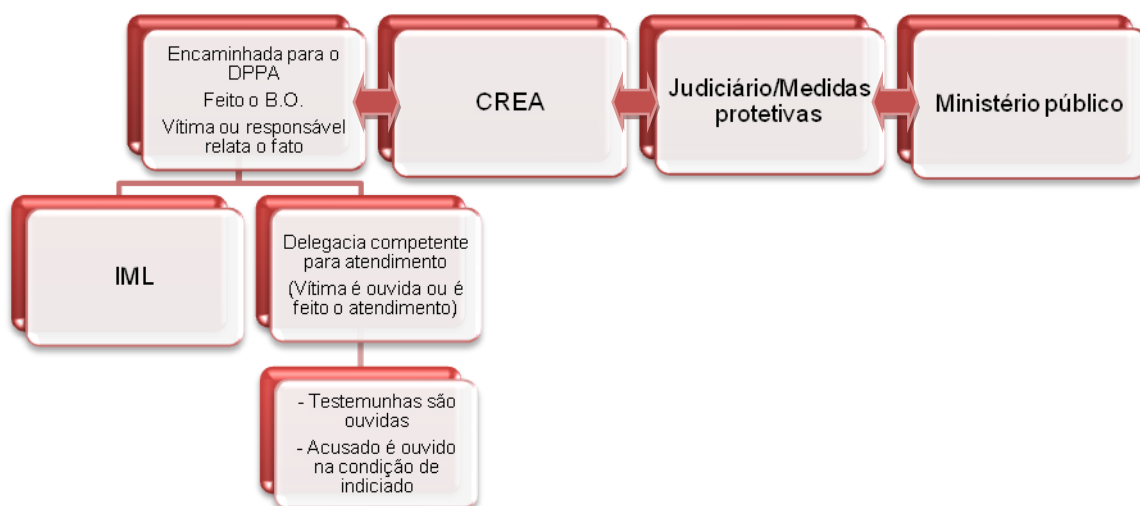 Encaminhada para o
DPPA
Feito o B.O.
Vítima ou responsável
relata o fato
CREA
Judiciário/Medidas
protetivas
Ministério público
IML
Delegacia competente
para atendimento
(Vítima é ouvida ou é
feito o atendimento)
- Testemunhas são
ouvidas
- Acusado é ouvido
na condição de
indiciado